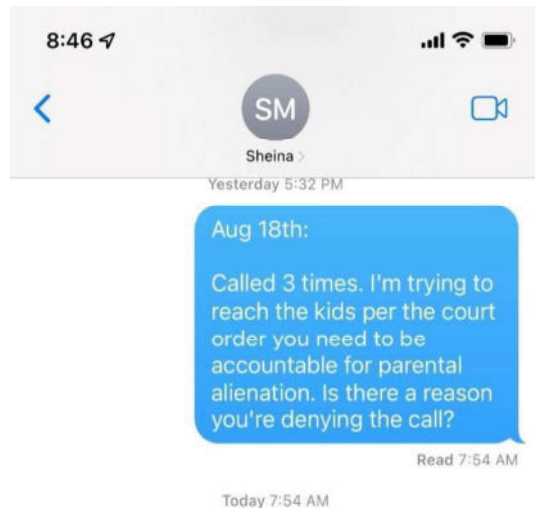 8:46
SM
Sheina
Yesterday 5:32 PM
Aug 18th:
Called 3 times. I'm trying to
reach the kids per the court
order you need to be
accountable for parental
alienation. Is there a reason
you're denying the call?
Read 7:54 AM
Today 7:54 AM